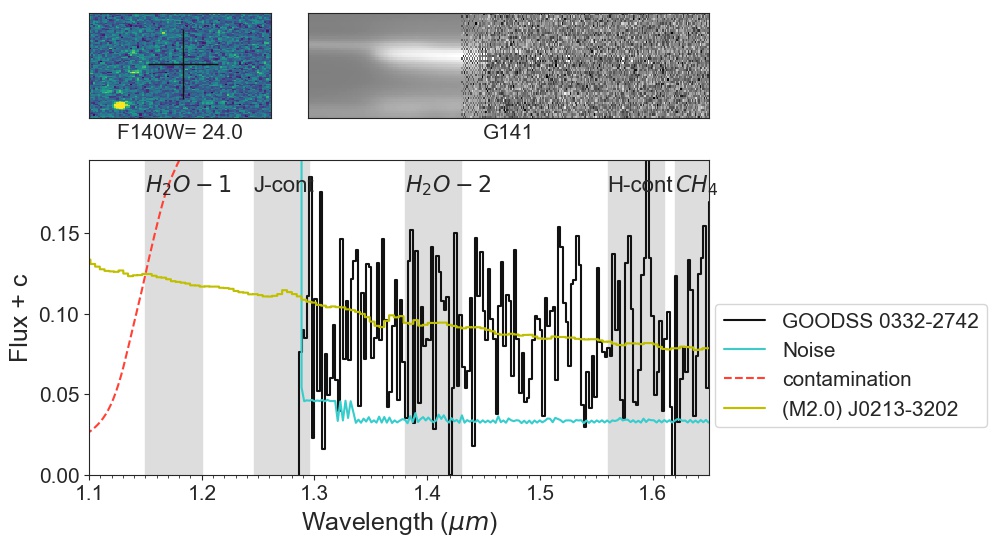 F140W= 24.0
G141
H₂O − 1
J-cont
H₂O − 2
H-cont
CH₄
0.15
0.10
0.05
0.00
Flux + c
1.1
1.2
1.3
1.4
1.5
1.6
Wavelength (μm)
GOODSS 0332-2742
Noise
contamination
(M2.0) J0213-3202